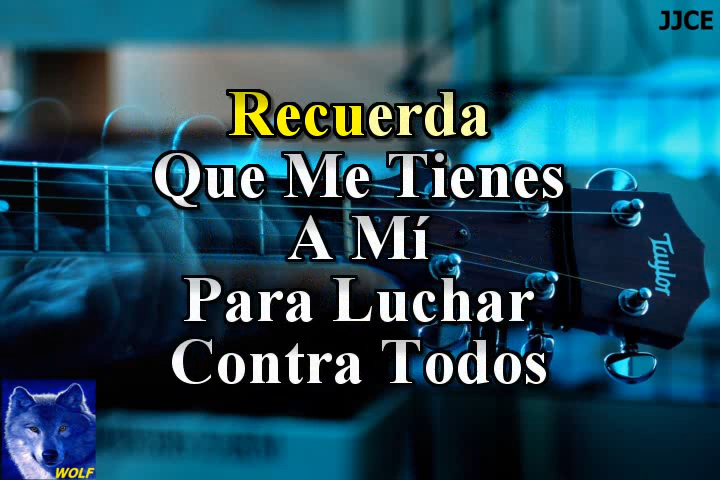 JJCE
Recuerda
Que Me Tienes
A Mí
Para Luchar
Contra Todos
Taylor
WOLF